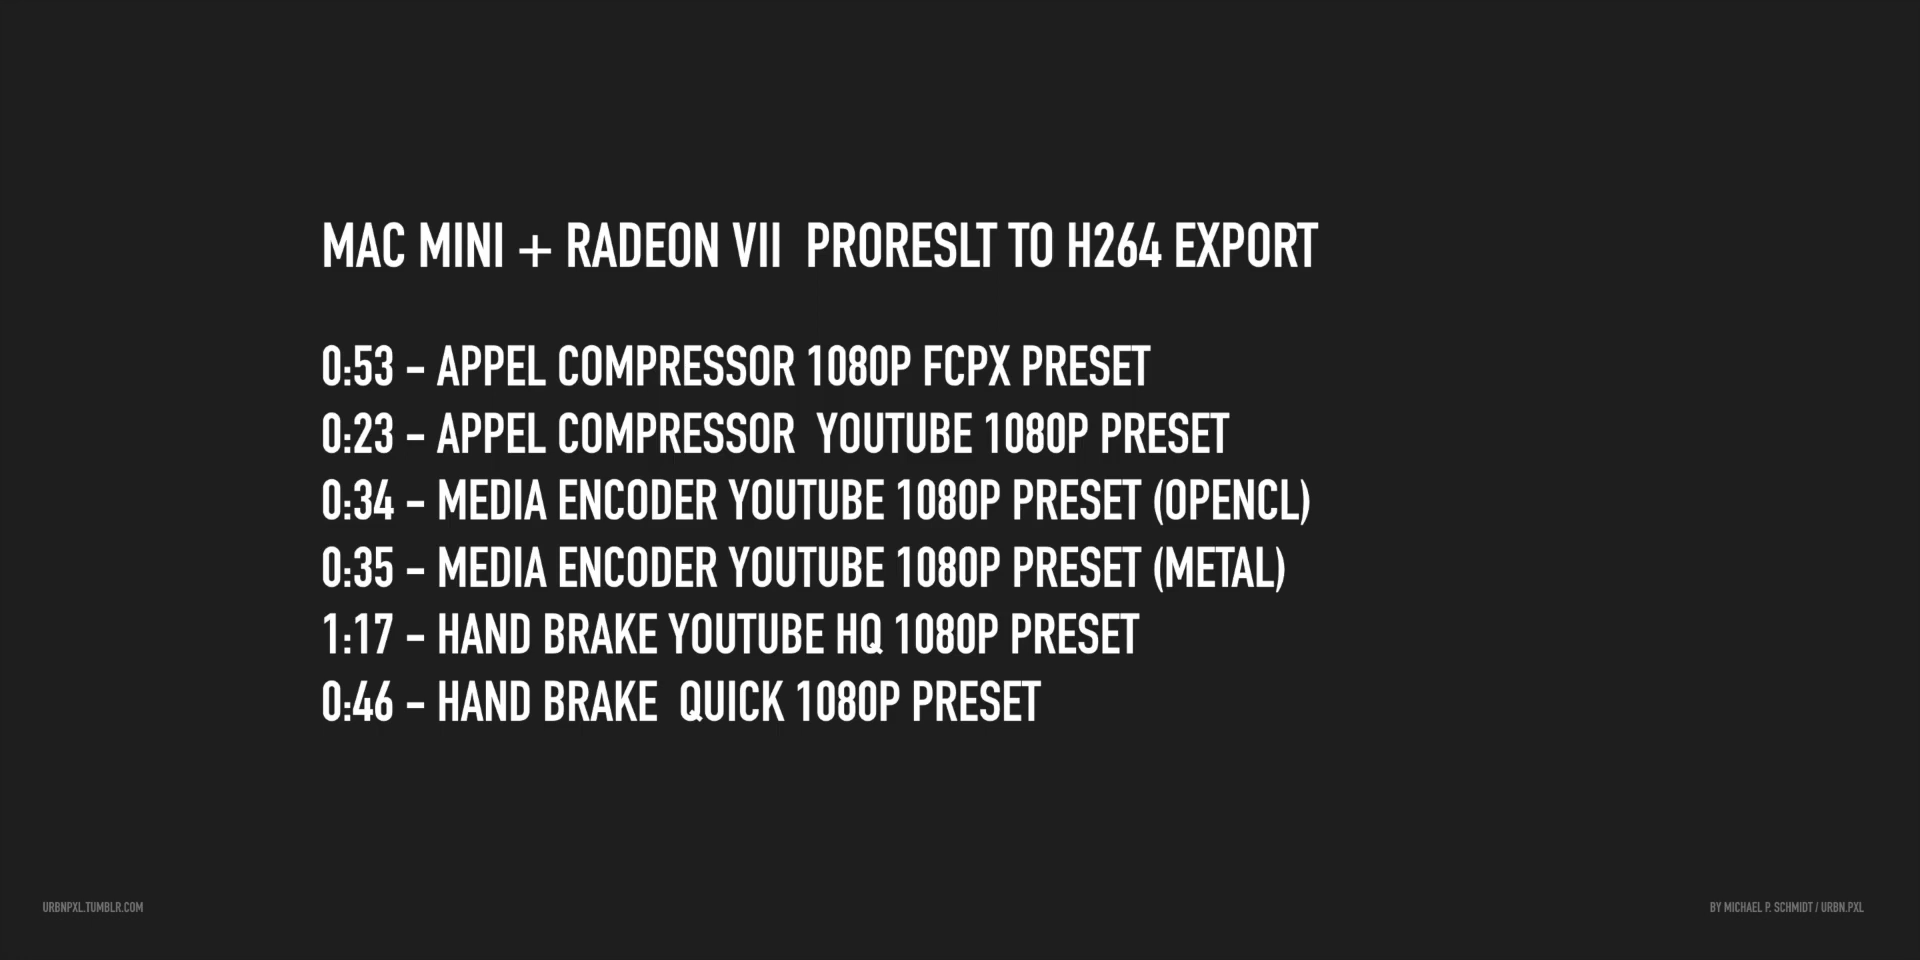 MAC MINI + RADEON VII  PRORESLT TO H264 EXPORT
0:53 - APPEL COMPRESSOR 1080P FCPX PRESET
0:23 - APPEL COMPRESSOR  YOUTUBE 1080P PRESET
0:34 - MEDIA ENCODER YOUTUBE 1080P PRESET (OPENCL)
0:35 - MEDIA ENCODER YOUTUBE 1080P PRESET (METAL)
1:17 - HAND BRAKE YOUTUBE HQ 1080P PRESET
0:46 - HAND BRAKE  QUICK 1080P PRESET
URBNPXL.TUMBLR.COM
BY MICHAEL P. SCHMIDT / URBN.PXL